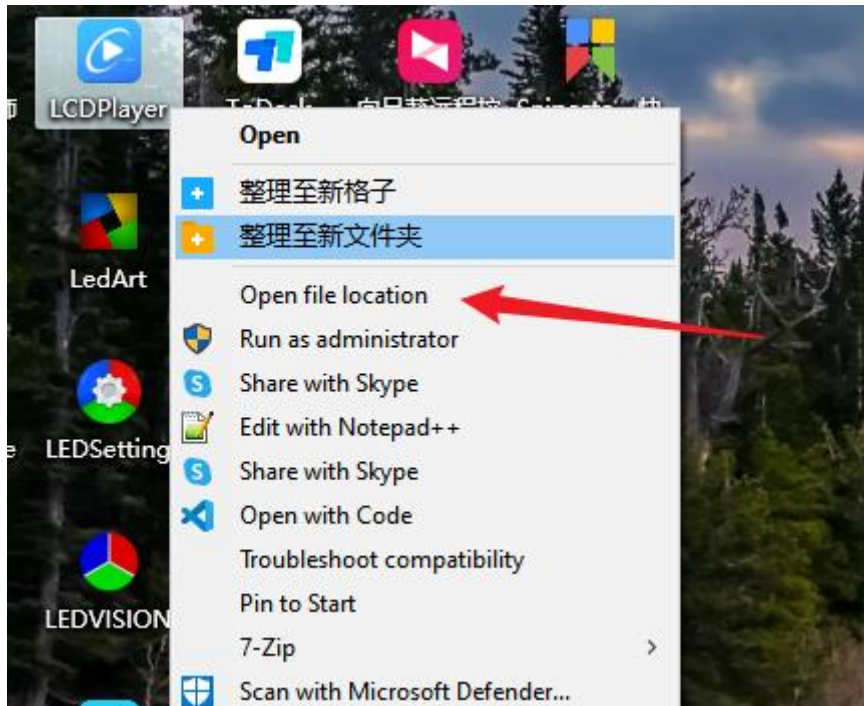 LCDPlayer
Open
整理至新格子
整理至新文件夹
LedArt
Open file location
Run as administrator
Share with Skype
Edit with Notepad++
LEDSetting
Share with Skype
Open with Code
Troubleshoot compatibility
Pin to Start
LEDVISION
7-Zip
Scan with Microsoft Defender...